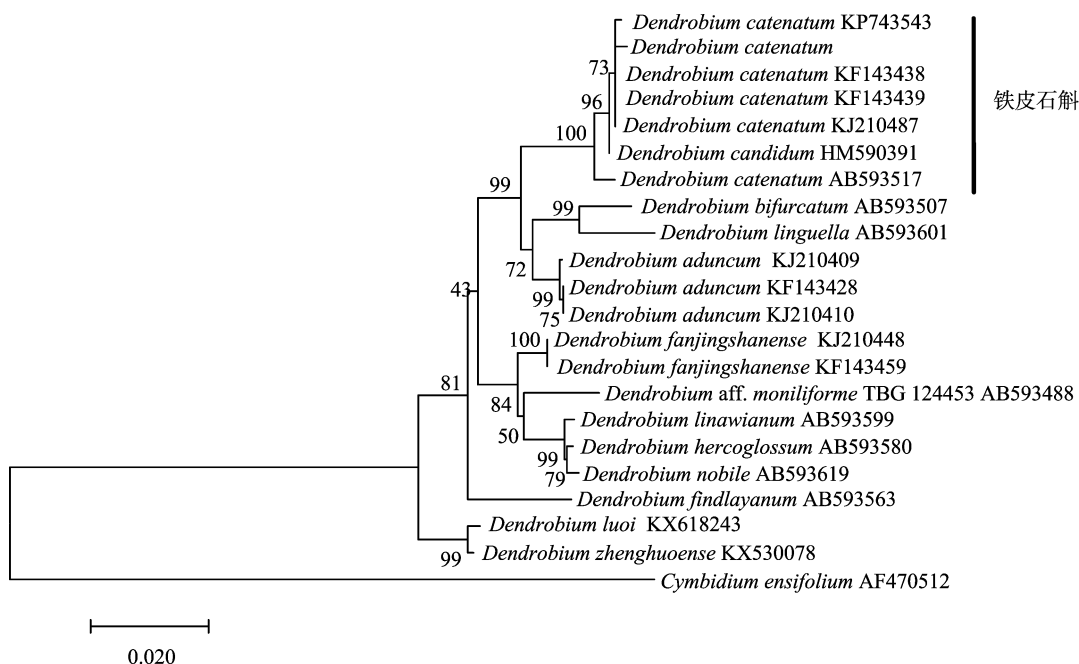 Dendrobium catenatum KP743543
Dendrobium catenatum
73
Dendrobium catenatum KF143438
96
Dendrobium catenatum KF143439
铁皮石斛
100
Dendrobium catenatum KJ210487
Dendrobium candidum HM590391
Dendrobium catenatum AB593517
99
99
Dendrobium bifurcatum AB593507
Dendrobium linguella AB593601
72
Dendrobium aduncum KJ210409
43
99
Dendrobium aduncum KF143428
75
Dendrobium aduncum KJ210410
100
Dendrobium fanjingshanense KJ210448
Dendrobium fanjingshanense KF143459
81
Dendrobium aff. moniliforme TBG 124453 AB593488
84
Dendrobium linawianum AB593599
50
Dendrobium hercoglossum AB593580
99
79
Dendrobium nobile AB593619
Dendrobium findlayanum AB593563
Dendrobium luoi KX618243
99
Dendrobium zhenghuoense KX530078
Cymbidium ensifolium AF470512
0.020